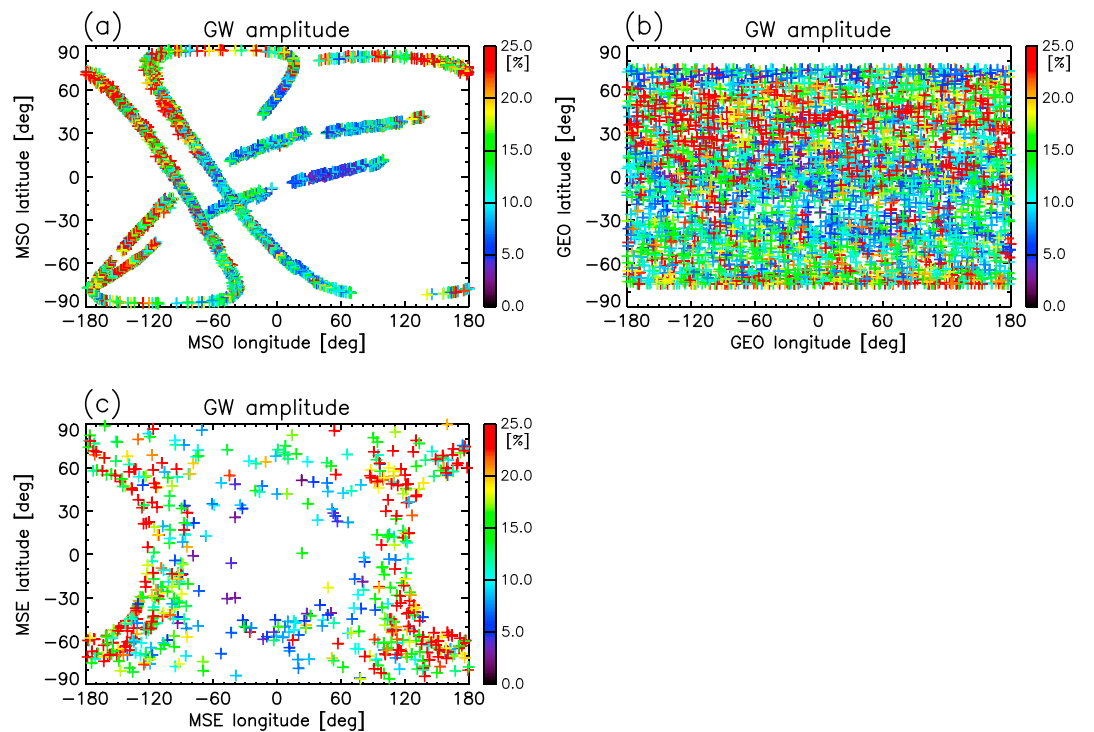 (a)
GW amplitude
MSO latitude [deg]
90
60
30
0
−30
−60
−90
−180 −120 −60 0 60 120 180
MSO longitude [deg]
25.0
[%]
20.0
15.0
10.0
5.0
0.0
(b)
GW amplitude
GEO latitude [deg]
90
60
30
0
−30
−60
−90
−180 −120 −60 0 60 120 180
GEO longitude [deg]
25.0
[%]
20.0
15.0
10.0
5.0
0.0
(c)
GW amplitude
MSE latitude [deg]
90
60
30
0
−30
−60
−90
−180 −120 −60 0 60 120 180
MSE longitude [deg]
25.0
[%]
20.0
15.0
10.0
5.0
0.0